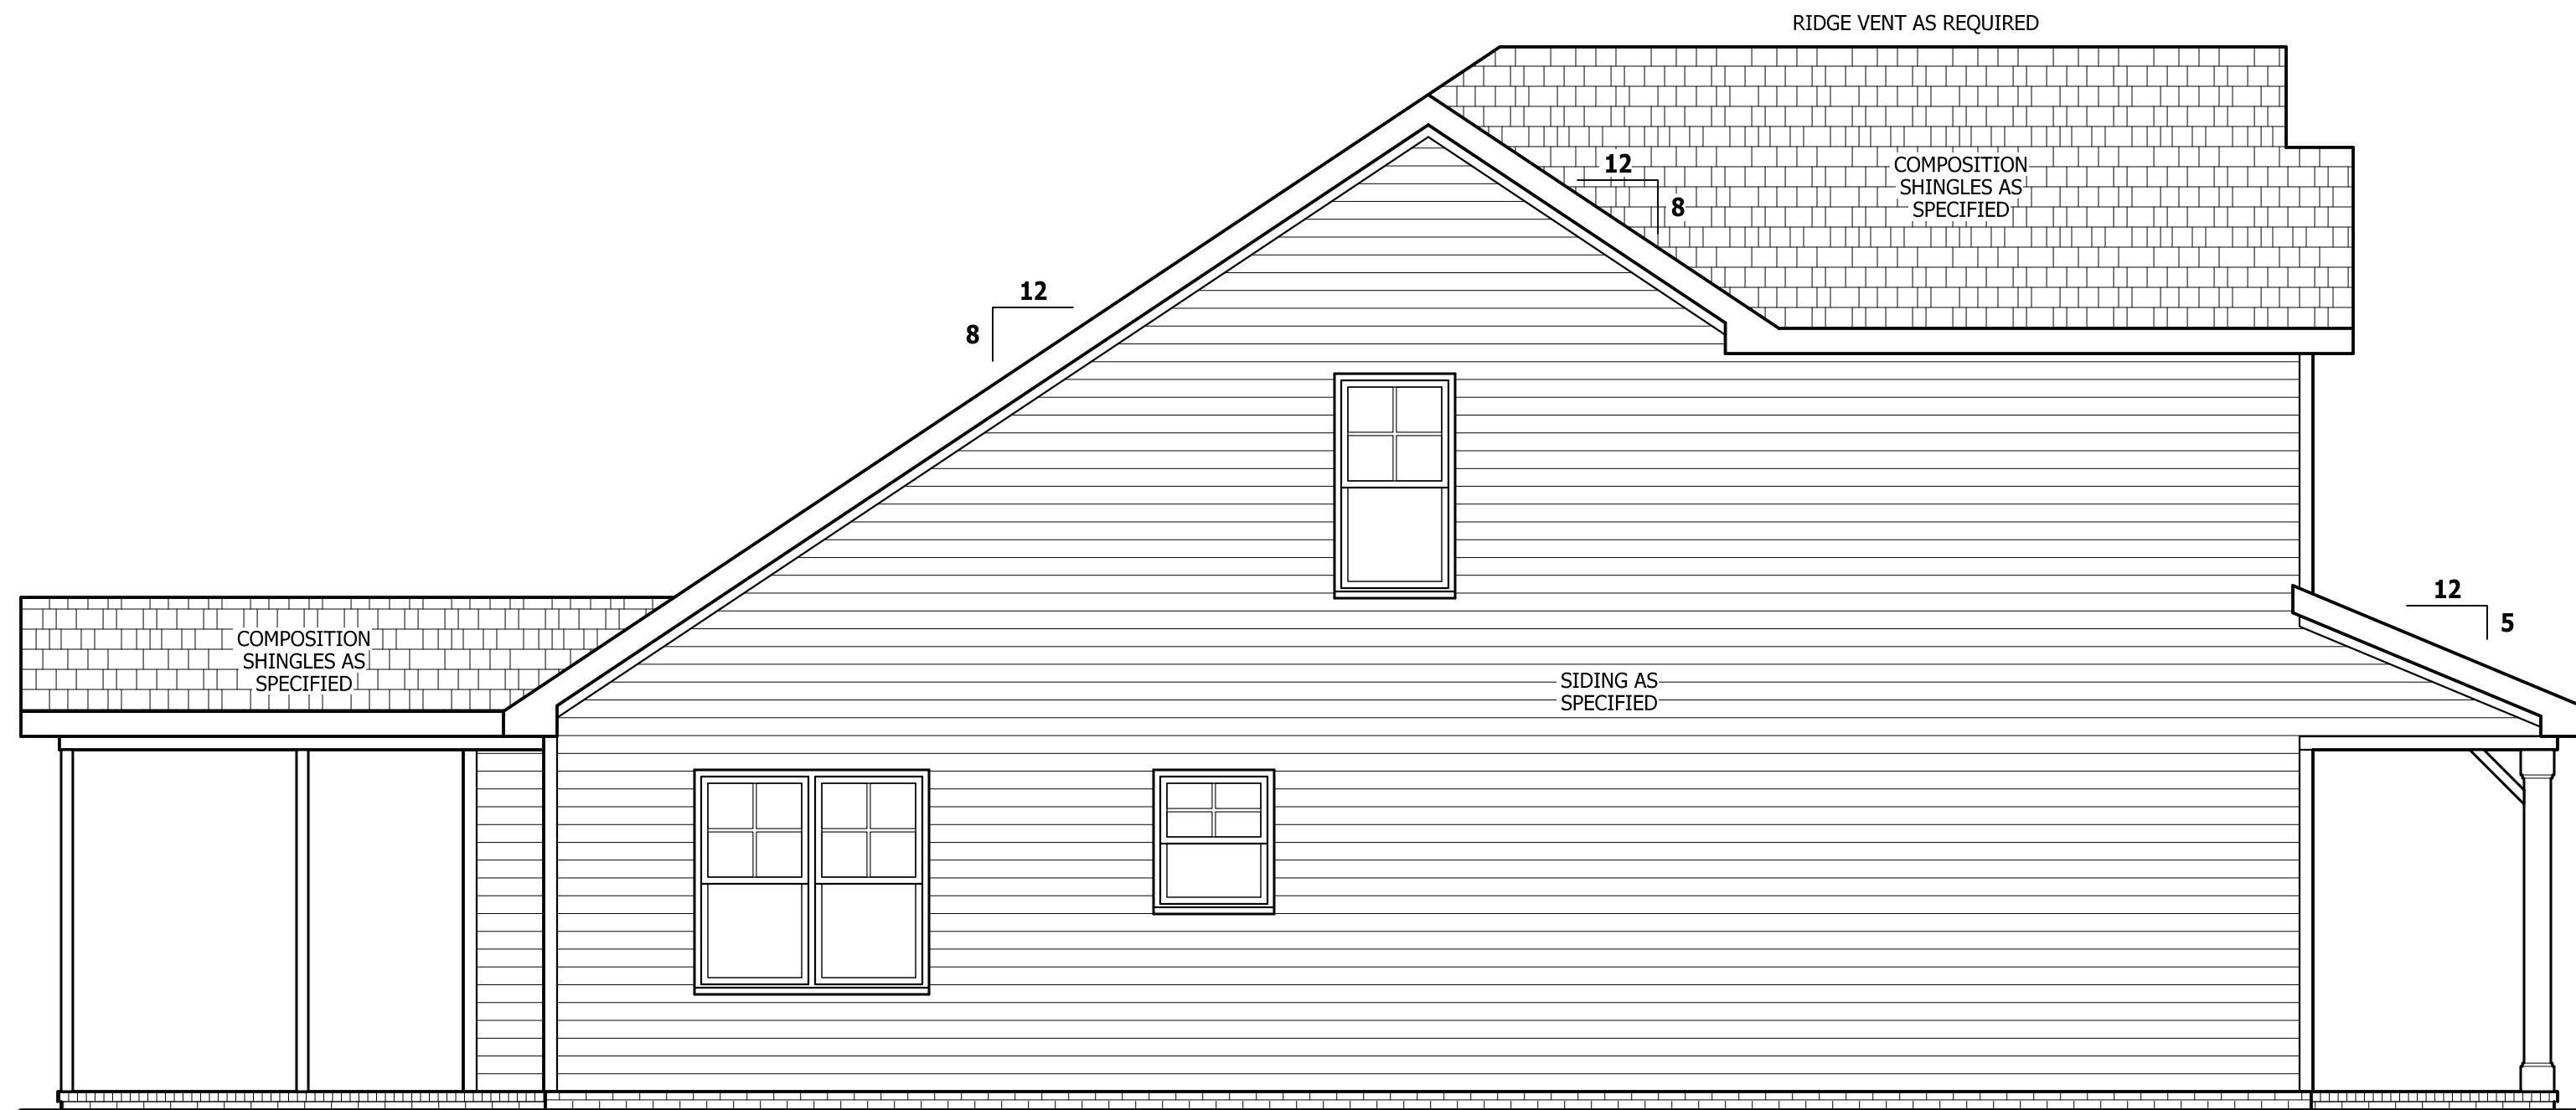 RIDGE VENT AS REQUIRED
12
8
COMPOSITION
SHINGLES AS
SPECIFIED
12
8
12
5
COMPOSITION
SHINGLES AS
SPECIFIED
SIDING AS
SPECIFIED